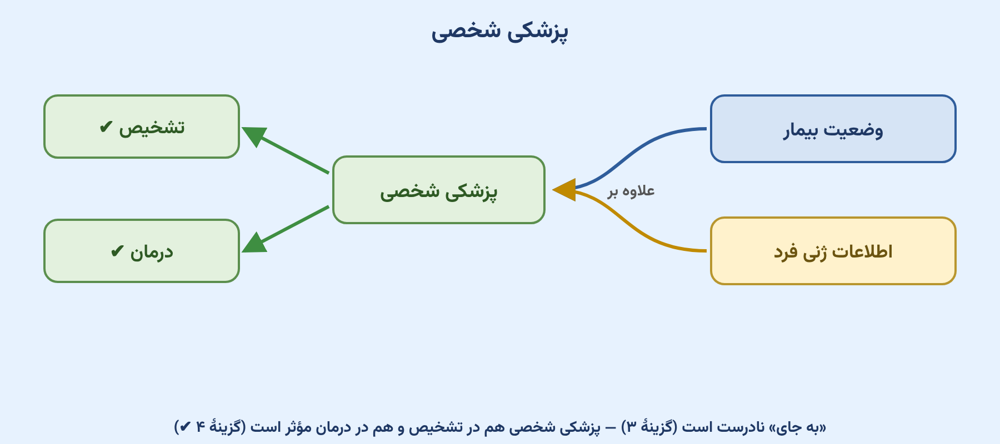 پزشکی شخصی
وضعیت بیمار
تشخیص ✔
پزشکی شخصی
علاوه بر
اطلاعات ژنی فرد
درمان ✔
«به جای» نادرست است (گزینهٔ ۳) — پزشکی شخصی هم در تشخیص و هم در درمان مؤثر است (گزینهٔ ۴ ✔)